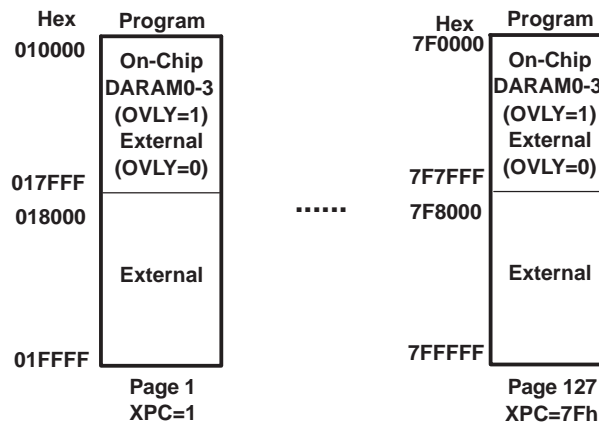 Hex
Program
010000
On-Chip
DARAM0-3
(OVLY=1)
External
(OVLY=0)
017FFF
018000
External
01FFFF
Page 1
XPC=1
......
Hex
Program
7F0000
On-Chip
DARAM0-3
(OVLY=1)
External
(OVLY=0)
7F7FFF
7F8000
External
7FFFFF
Page 127
XPC=7Fh